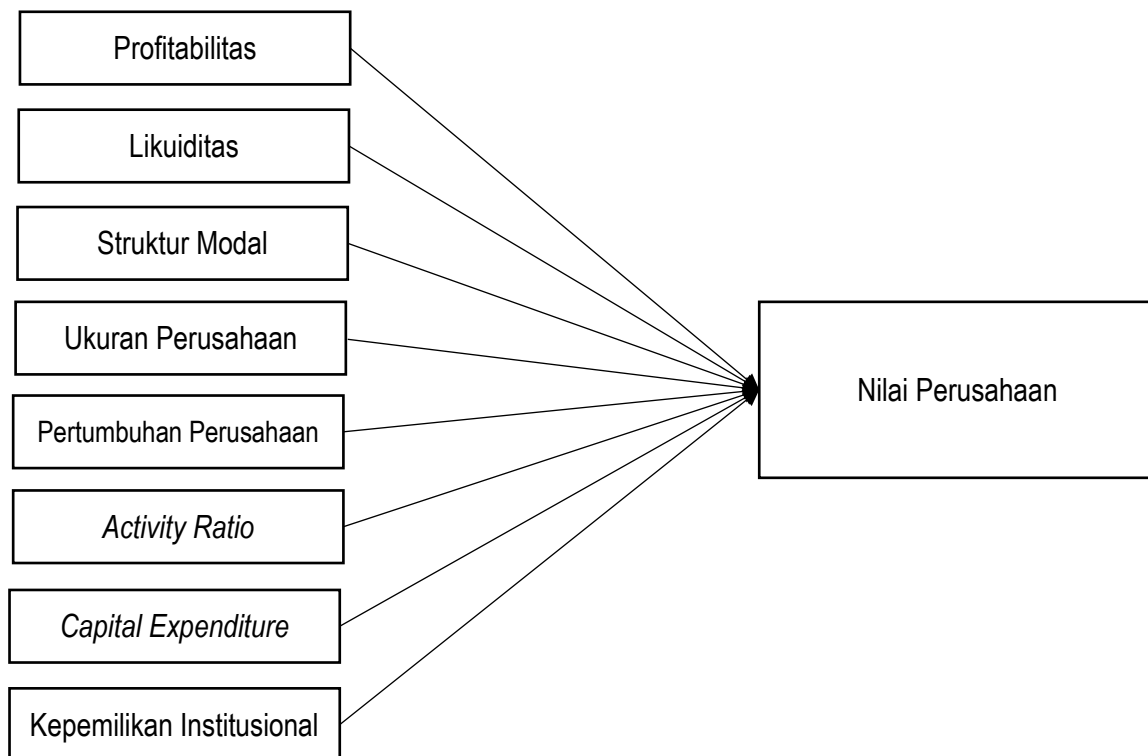 Profitabilitas
Likuiditas
Struktur Modal
Ukuran Perusahaan
Pertumbuhan Perusahaan
Activity Ratio
Capital Expenditure
Kepemilikan Institusional
Nilai Perusahaan